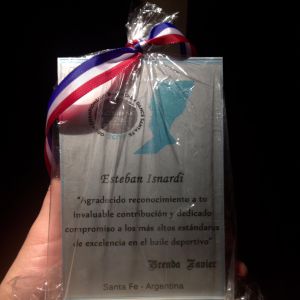 Esteban Isnardi
"Agradecido reconocimiento a tu
invaluable contribución y dedicado
compromiso a los más altos estándares
de excelencia en el baile deportivo"
Brenda Xavier
Santa Fe - Argentina